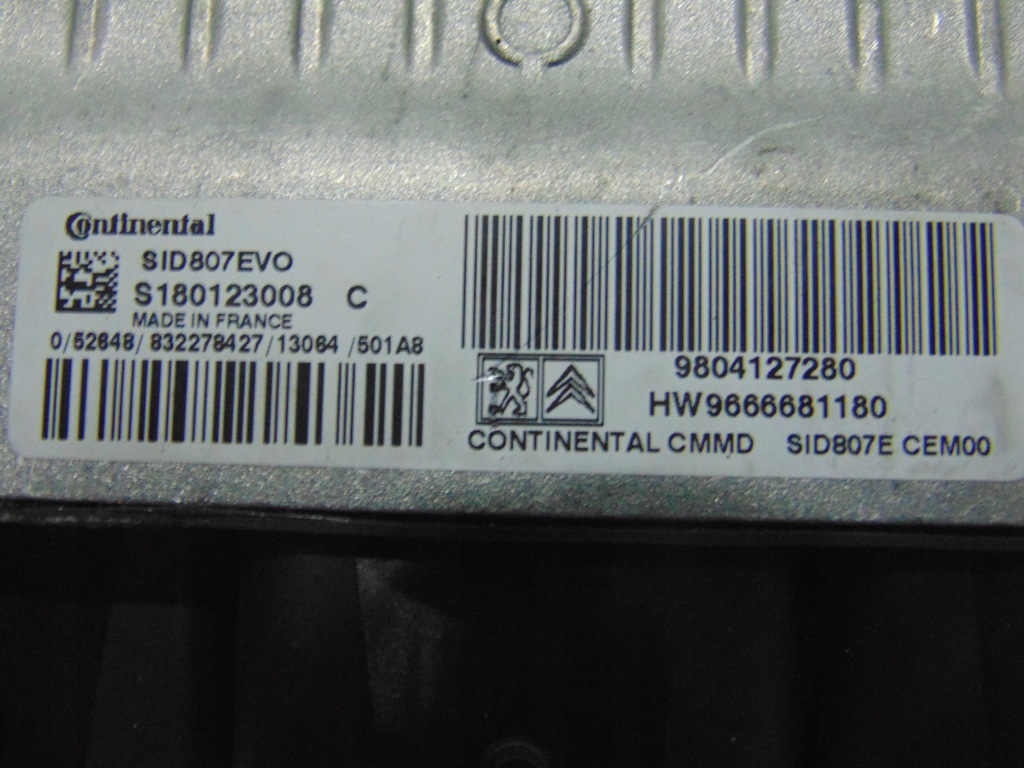 Continental
SID807EVO
S180123008 C
MADE IN FRANCE
0/52648/832278427/13064 /501A8
9804127280
HW9666681180
CONTINENTAL CMMD SID807E CEM00